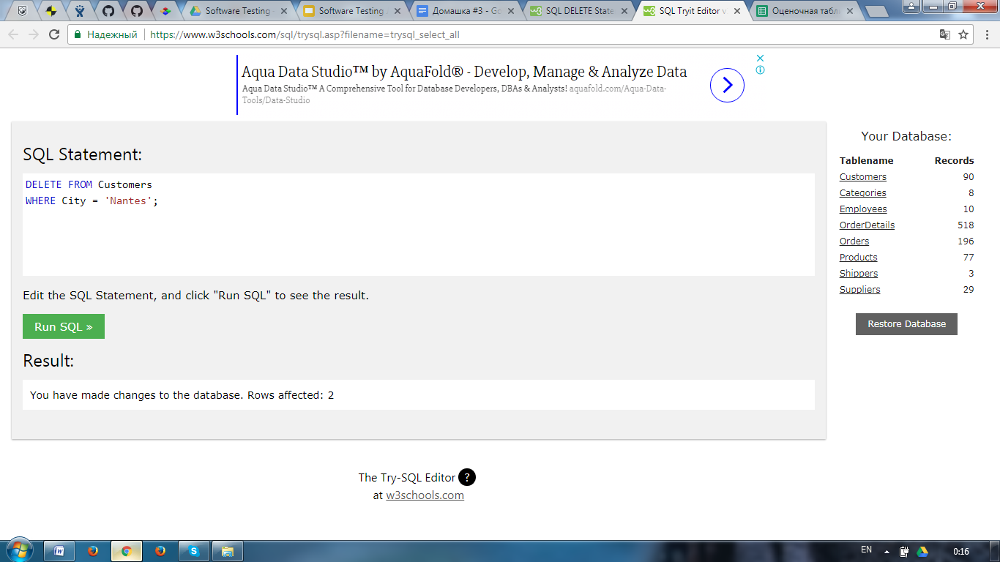 Software Testing
Software Testing
Домашка #3 - Go
SQL DELETE State
SQL Tryit Editor v
Оценочная табл
Надежный
https://www.w3schools.com/sql/trysql.asp?filename=trysql_select_all
Aqua Data Studio™ by AquaFold® - Develop, Manage & Analyze Data
Aqua Data Studio™ A Comprehensive Tool for Database Developers, DBAs & Analysts! aquafold.com/Aqua-Data-
Tools/Data-Studio
SQL Statement:
DELETE FROM Customers
WHERE City = 'Nantes';
Edit the SQL Statement, and click "Run SQL" to see the result.
Run SQL »
Result:
You have made changes to the database. Rows affected: 2
Your Database:
Tablename Records
Customers 90
Categories 8
Employees 10
OrderDetails 518
Orders 196
Products 77
Shippers 3
Suppliers 29
Restore Database
The Try-SQL Editor ?
at w3schools.com
EN
0:16